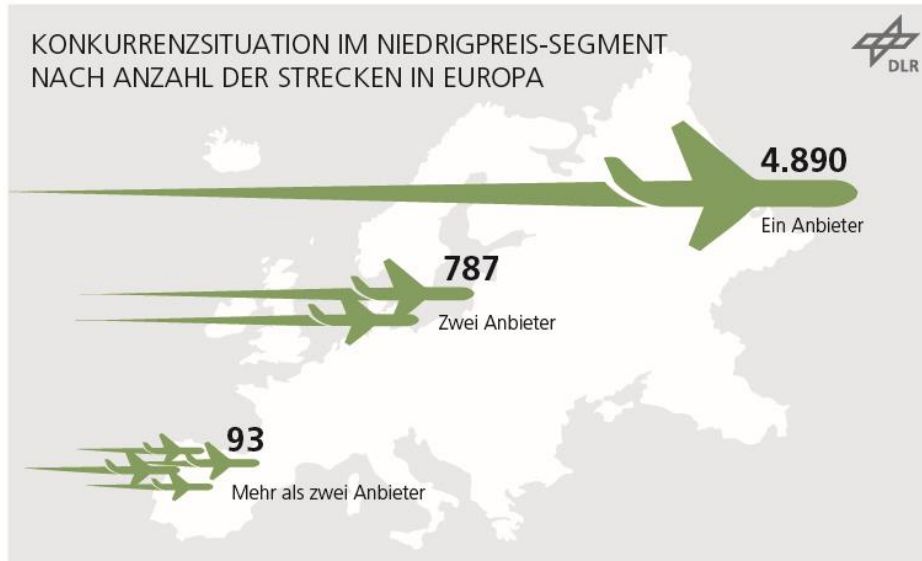 KONKURRENZSITUATION IM NIEDRIGPREIS-SEGMENT
NACH ANZAHL DER STRECKEN IN EUROPA
DLR
4.890
Ein Anbieter
787
Zwei Anbieter
93
Mehr als zwei Anbieter